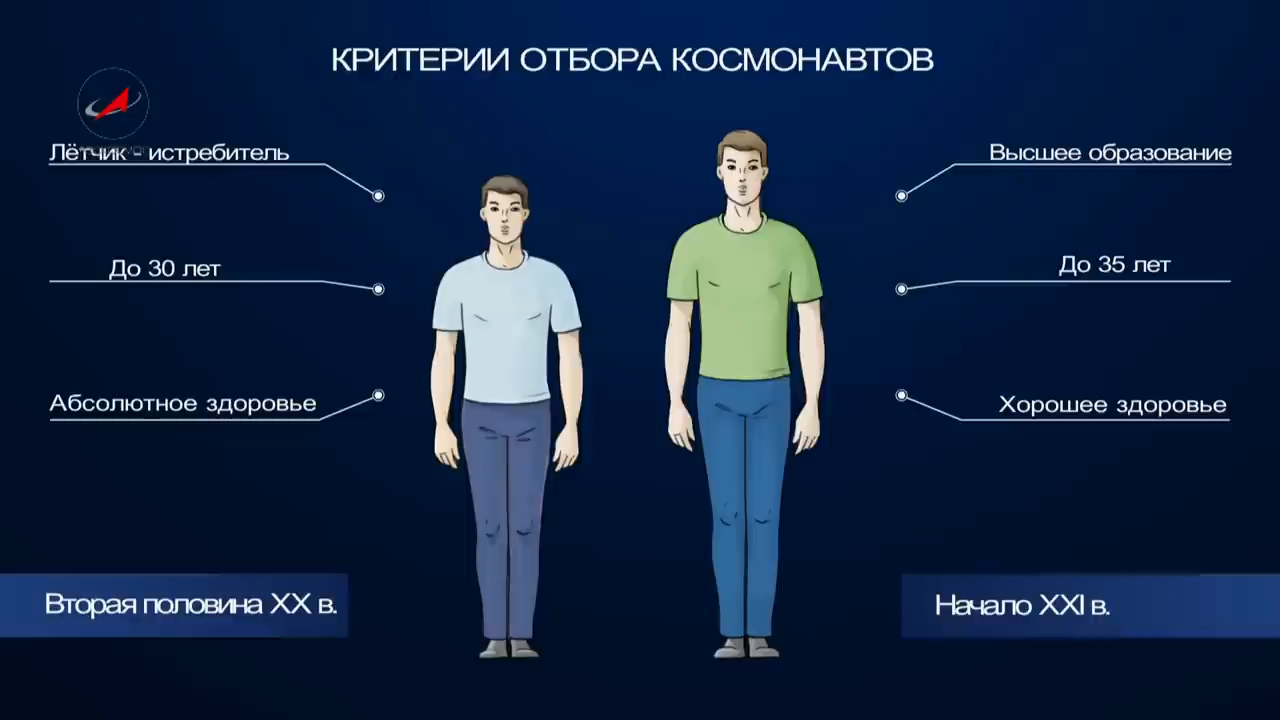 КРИТЕРИИ ОТБОРА КОСМОНАВТОВ
Лётчик - истребитель
До 30 лет
Абсолютное здоровье
Вторая половина XX в.
Высшее образование
До 35 лет
Хорошее здоровье
Начало XXI в.